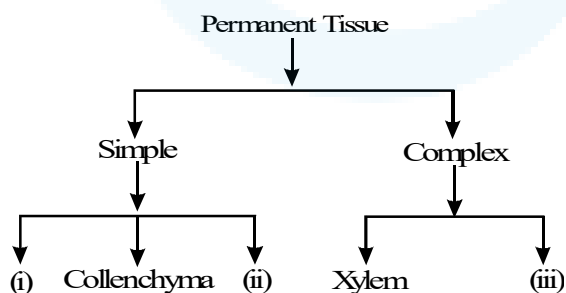 Permanent Tissue
Simple Complex
(i) Collenchyma (ii) Xylem (iii)